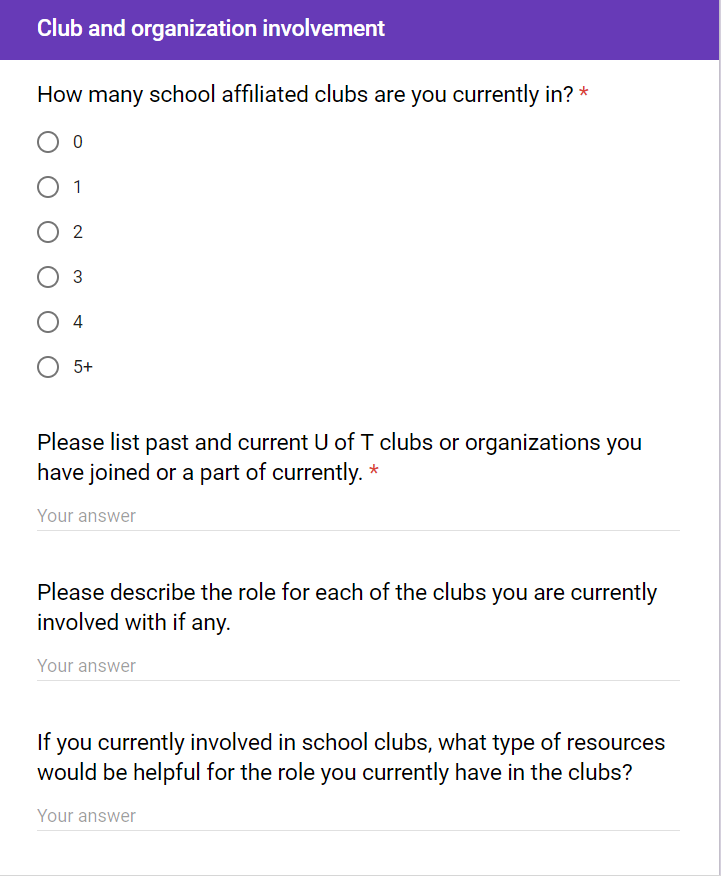 Club and organization involvement
How many school affiliated clubs are you currently in? *
0
1
2
3
4
5+
Please list past and current U of T clubs or organizations you
have joined or a part of currently. *
Your answer
Please describe the role for each of the clubs you are currently
involved with if any.
Your answer
If you currently involved in school clubs, what type of resources
would be helpful for the role you currently have in the clubs?
Your answer